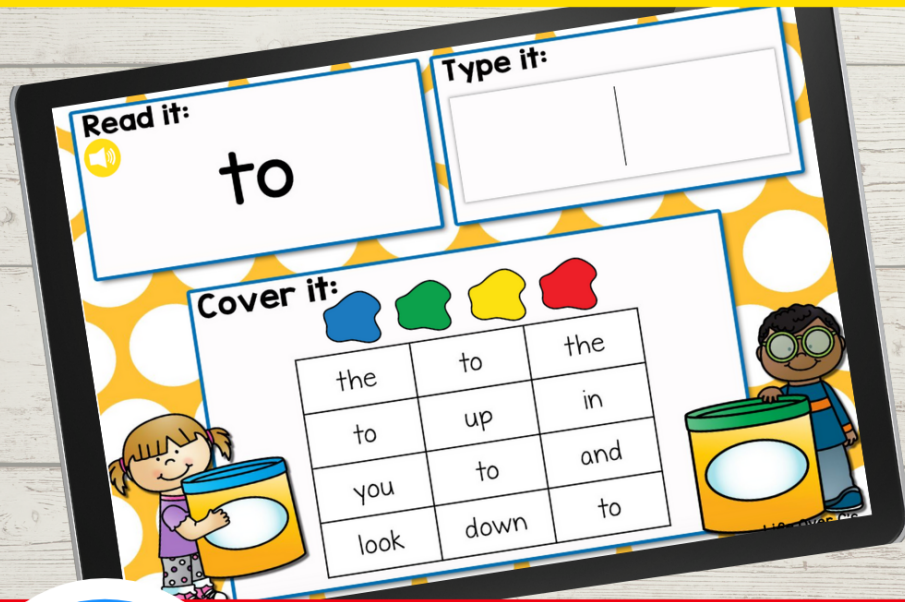 Read it:
to
Type it:
Cover it:
the to the
to up in
you to and
look down to